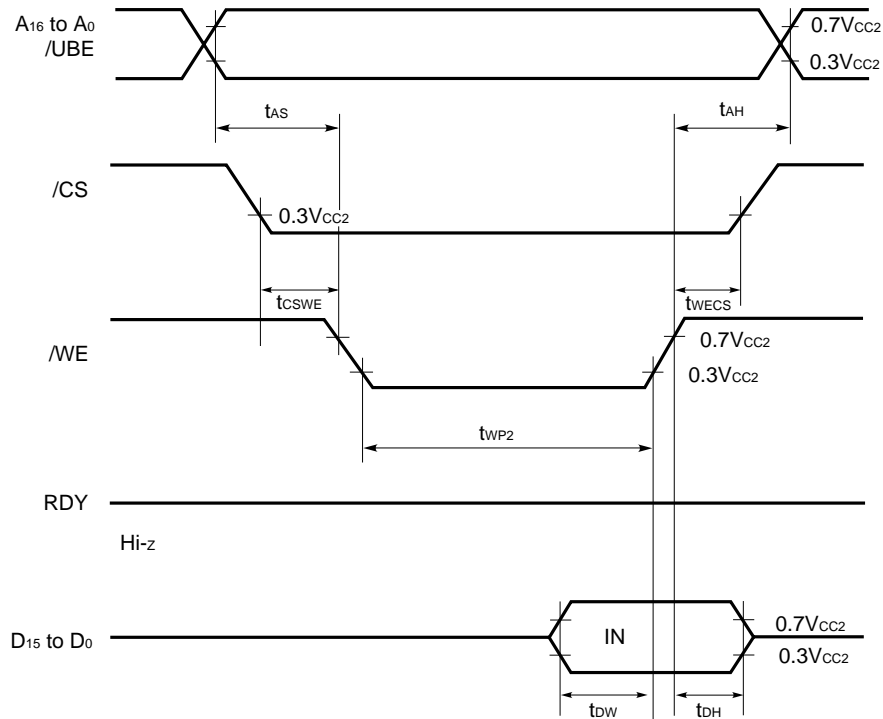 A16 to A0
/UBE
0.7VCC2
0.3VCC2
tAS
tAH
/CS
0.3VCC2
tCSWE
tWECS
/WE
0.7VCC2
0.3VCC2
tWP2
RDY
Hi-Z
D15 to D0
IN
0.7VCC2
0.3VCC2
tDW
tDH